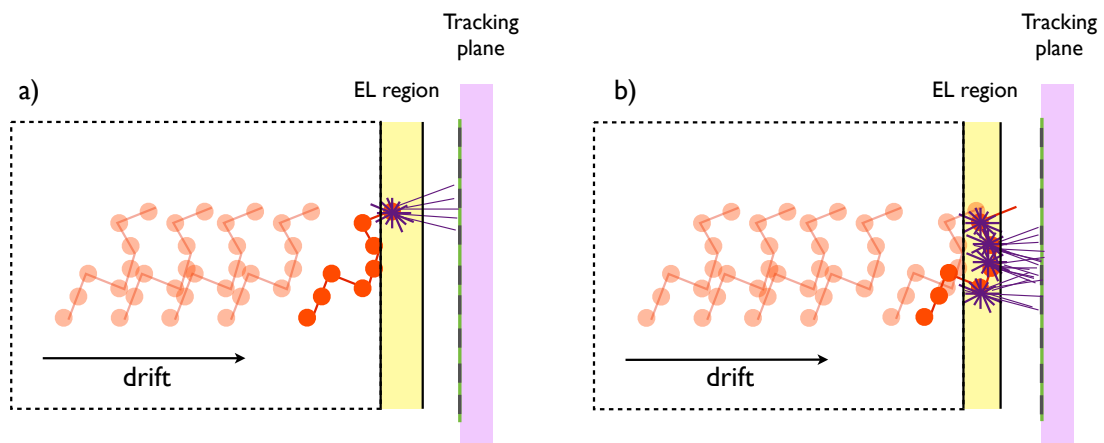 Tracking
plane
a)
EL region
drift
Tracking
plane
b)
EL region
drift